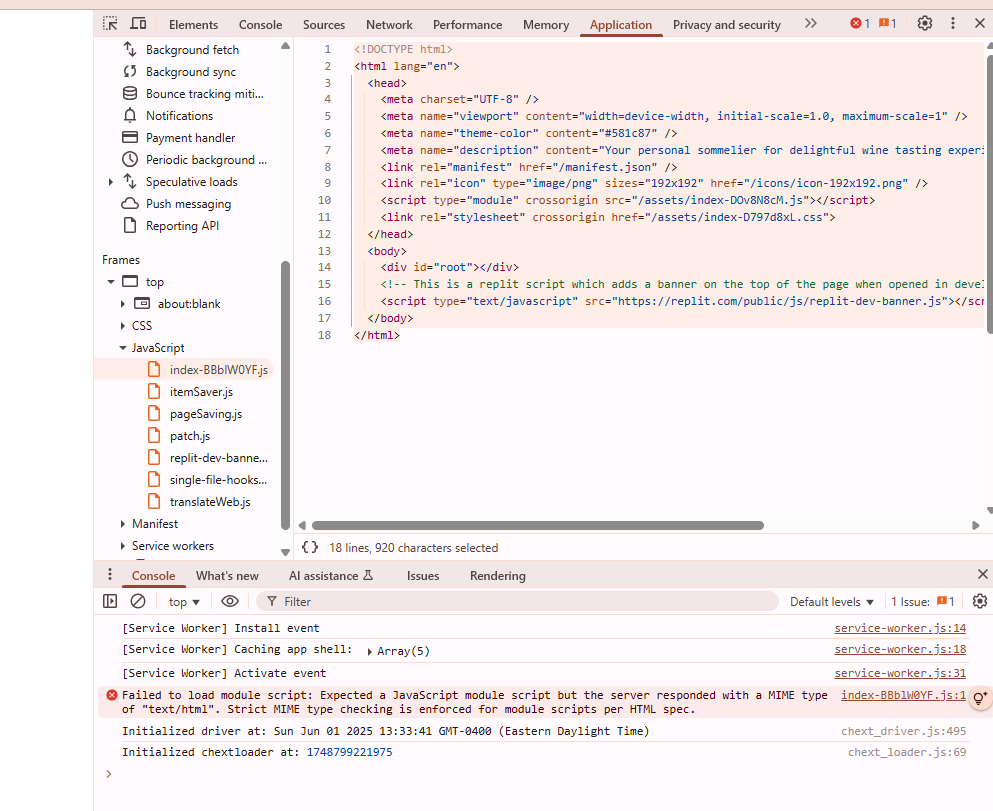 Elements Console Sources Network Performance Memory Application Privacy and security 1 1
Background fetch
Background sync
Bounce tracking miti...
Notifications
Payment handler
Periodic background ...
Speculative loads
Push messaging
Reporting API
Frames
top
about:blank
CSS
JavaScript
index-BBblW0YF.js
itemSaver.js
pageSaving.js
patch.js
replit-dev-banne...
single-file-hooks...
translateWeb.js
Manifest
Service workers
1 <!DOCTYPE html>
2 <html lang="en">
3 <head>
4 <meta charset="UTF-8" />
5 <meta name="viewport" content="width=device-width, initial-scale=1.0, maximum-scale=1" />
6 <meta name="theme-color" content="#581c87" />
7 <meta name="description" content="Your personal sommelier for delightful wine tasting experi
8 <link rel="manifest" href="/manifest.json" />
9 <link rel="icon" type="image/png" sizes="192x192" href="/icons/icon-192x192.png" />
10 <script type="module" crossorigin src="/assets/index-DOv8N8cM.js"></script>
11 <link rel="stylesheet" crossorigin href="/assets/index-D797d8xL.css">
12 </head>
13 <body>
14 <div id="root"></div>
15 <!-- This is a replit script which adds a banner on the top of the page when opened in deve
16 <script type="text/javascript" src="https://replit.com/public/js/replit-dev-banner.js"></scr
17 </body>
18 </html>
{} 18 lines, 920 characters selected
Console What's new AI assistance Issues Rendering
top Filter Default levels 1 Issue: 1
[Service Worker] Install event service-worker.js:14
[Service Worker] Caching app shell: Array(5) service-worker.js:18
[Service Worker] Activate event service-worker.js:31
Failed to load module script: Expected a JavaScript module script but the server responded with a MIME type index-BBblW0YF.js:1
of "text/html". Strict MIME type checking is enforced for module scripts per HTML spec.
Initialized driver at: Sun Jun 01 2025 13:33:41 GMT-0400 (Eastern Daylight Time) chext_driver.js:495
Initialized chextloader at: 1748799221975 chext_loader.js:69